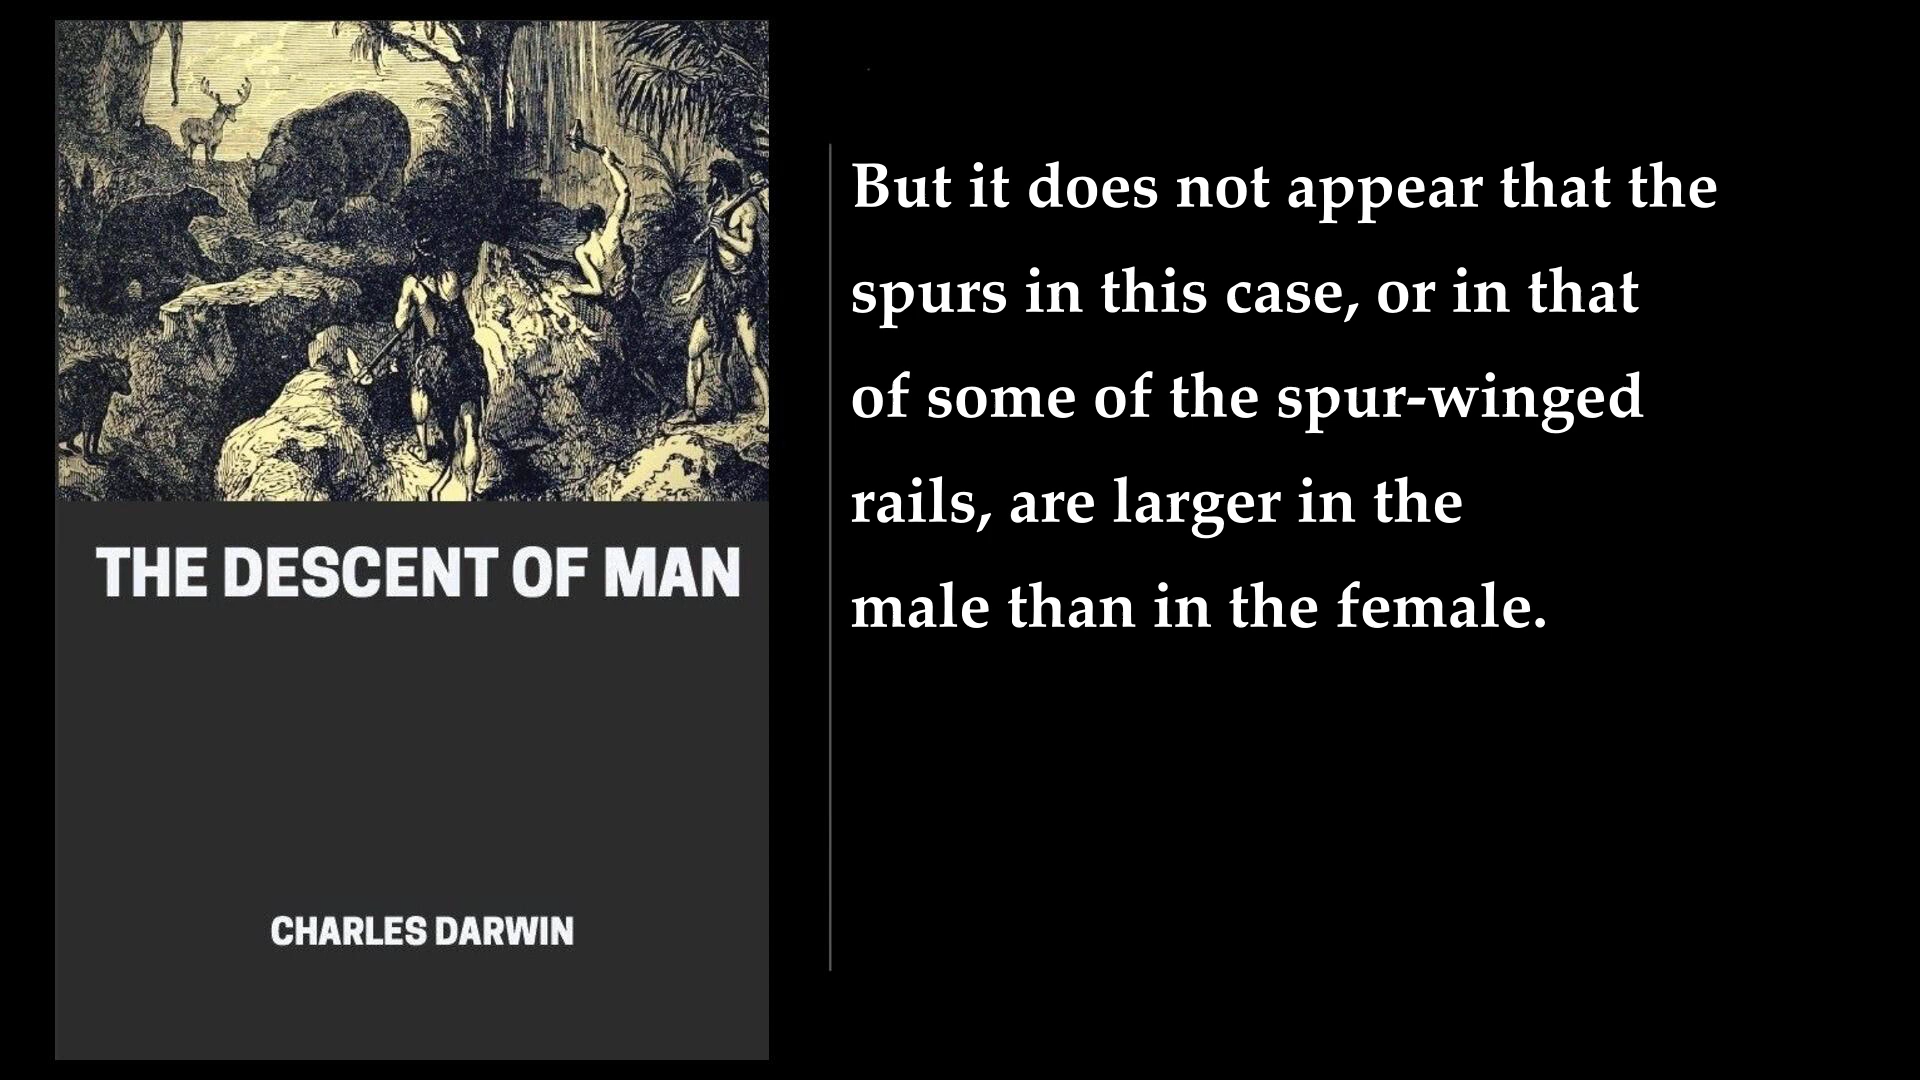 THE DESCENT OF MAN
CHARLES DARWIN
But it does not appear that the
spurs in this case, or in that
of some of the spur-winged
rails, are larger in the
male than in the female.